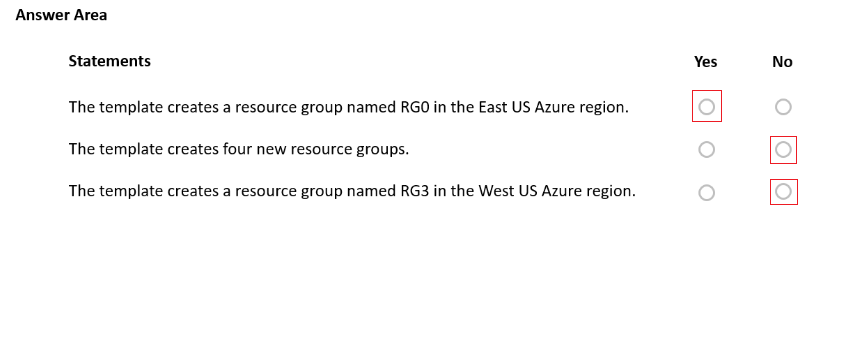 Answer Area
Statements Yes No
The template creates a resource group named RG0 in the East US Azure region.
The template creates four new resource groups.
The template creates a resource group named RG3 in the West US Azure region.